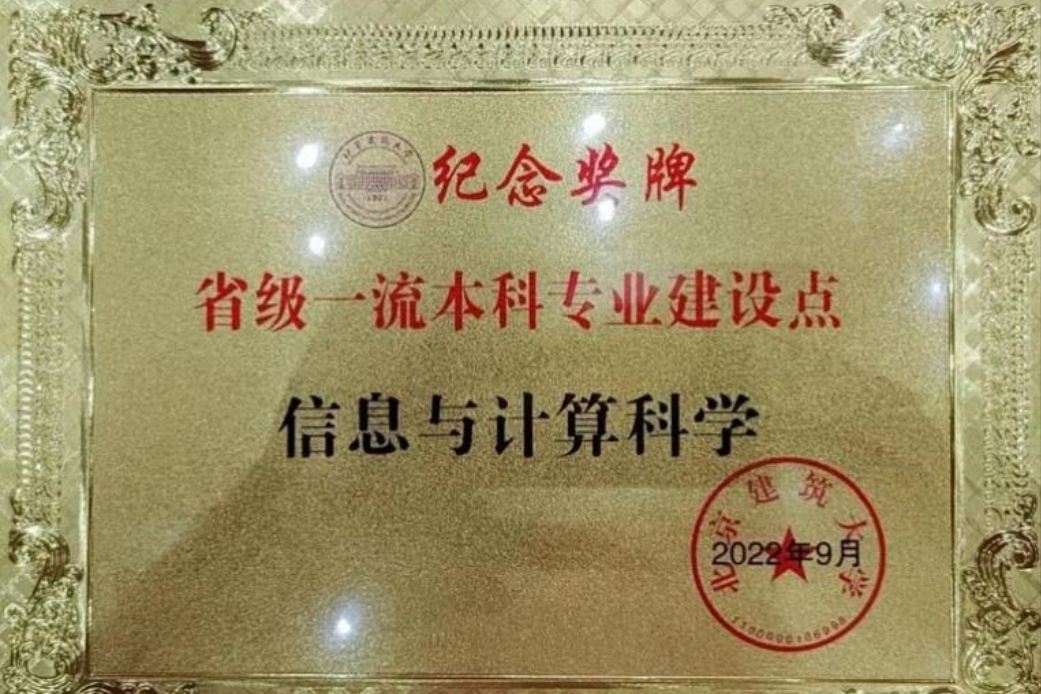 纪念奖牌
省级一流本科专业建设点
信息与计算科学
北京建筑大学
2022年9月